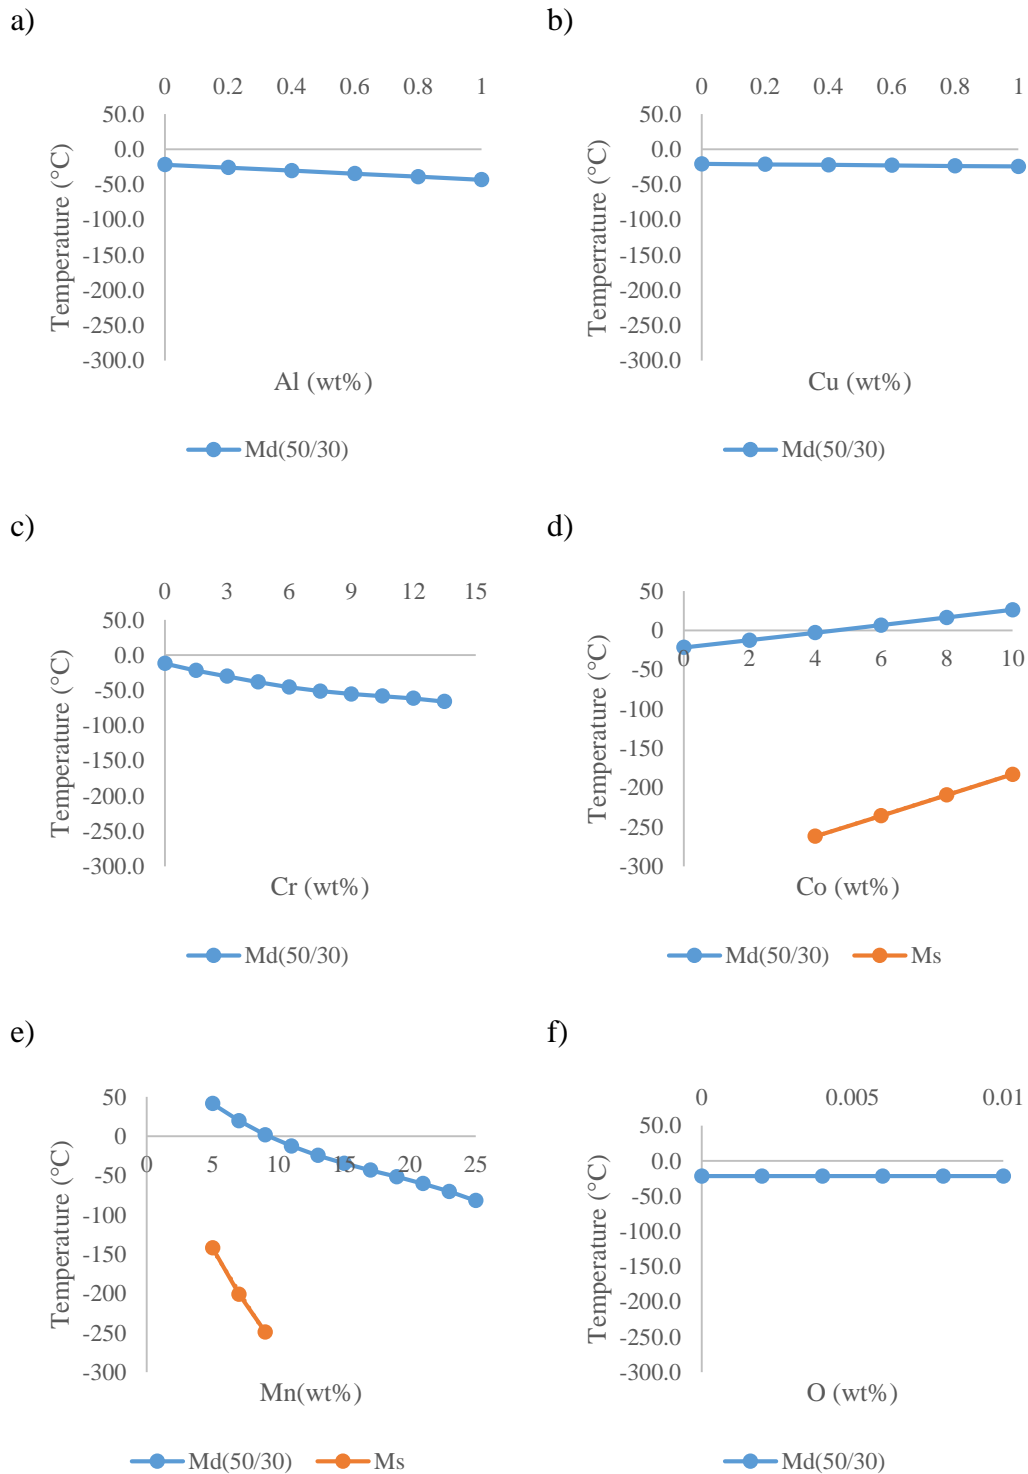 a)
0 0.2 0.4 0.6 0.8 1
50.0
0.0
-50.0
-100.0
-150.0
-200.0
-250.0
-300.0
Temperature (°C)
Al (wt%)
Md(50/30)
b)
0 0.2 0.4 0.6 0.8 1
50.0
0.0
-50.0
-100.0
-150.0
-200.0
-250.0
-300.0
Temperrature (°C)
Cu (wt%)
Md(50/30)
c)
0 3 6 9 12 15
50.0
0.0
-50.0
-100.0
-150.0
-200.0
-250.0
-300.0
Temperature (°C)
Cr (wt%)
Md(50/30)
d)
50
0
-50
-100
-150
-200
-250
-300
0 2 4 6 8 10
Temperature (°C)
Co (wt%)
Md(50/30) Ms
e)
50
0
-50
-100
-150
-200
-250
-300
0 5 10 15 20 25
Temperature (°C)
Mn(wt%)
Md(50/30) Ms
f)
0 0.005 0.01
50.0
0.0
-50.0
-100.0
-150.0
-200.0
-250.0
-300.0
Temperature (°C)
O (wt%)
Md(50/30)